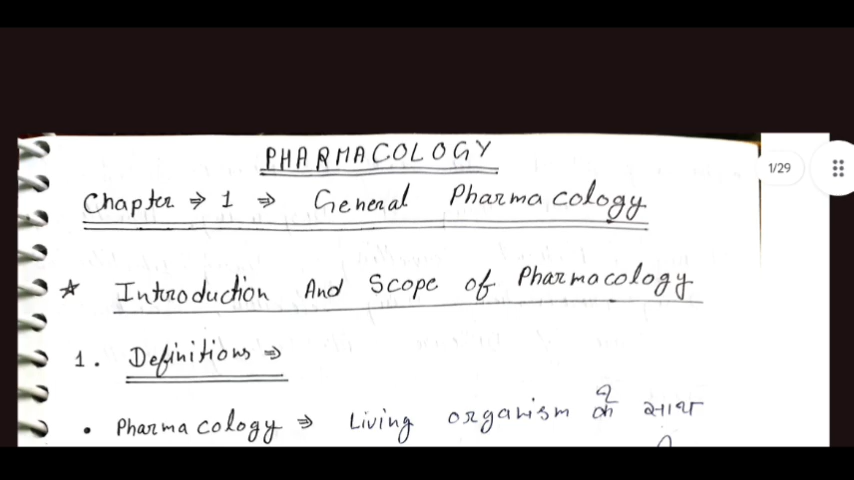 PHARMACOLOGY
1/29
Chapter ⇒ 1 ⇒ General Pharmacology
☆ Introduction And Scope of Pharmacology
1. Definitions ⇒
• Pharmacology ⇒ Living organism के साथ